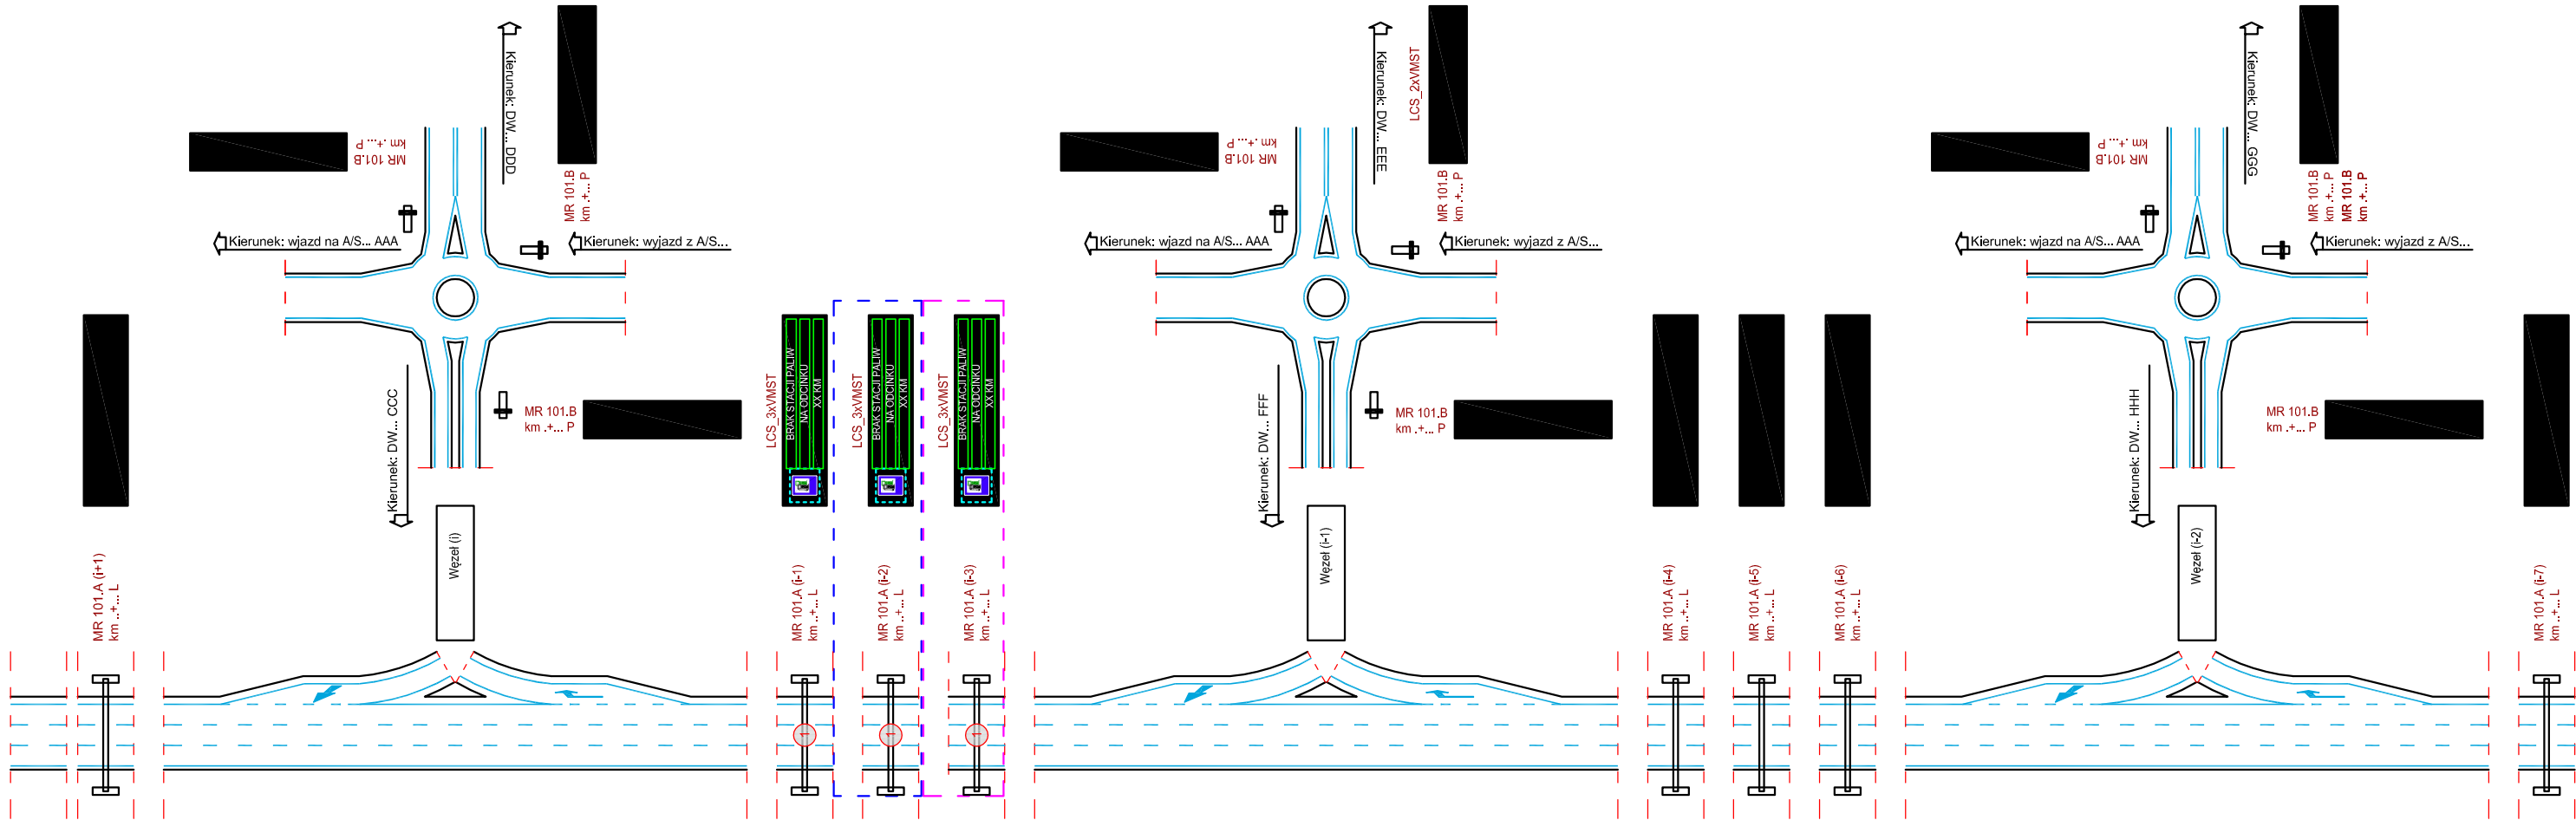 Kierunek: DW... DDD
MR 101.B
km .+... P
MR 101.B
km .+... P
Kierunek: wjazd na A/S... AAA
Kierunek: wyjazd z A/S...
Kierunek: DW... CCC
MR 101.B
km .+... P
Węzeł (i)
MR 101.A (i+1)
km ..+... L
LCS_3xVMST
BRAK STACJI PALIW
NA ODCINKU
XX KM
MR 101.A (i-1)
km ..+... L
1
LCS_3xVMST
BRAK STACJI PALIW
NA ODCINKU
XX KM
MR 101.A (i-2)
km ..+... L
1
LCS_3xVMST
BRAK STACJI PALIW
NA ODCINKU
XX KM
MR 101.A (i-3)
km ..+... L
1
Kierunek: DW... EEE
LCS_2xVMST
MR 101.B
km .+... P
MR 101.B
km .+... P
Kierunek: wjazd na A/S... AAA
Kierunek: wyjazd z A/S...
Kierunek: DW... FFF
MR 101.B
km .+... P
Węzeł (i-1)
MR 101.A (i-4)
km ..+... L
MR 101.A (i-5)
km ..+... L
MR 101.A (i-6)
km ..+... L
Kierunek: DW... GGG
MR 101.B
km .+... P
MR 101.B
km .+... P
MR 101.B
km .+... P
Kierunek: wjazd na A/S... AAA
Kierunek: wyjazd z A/S...
Kierunek: DW... HHH
MR 101.B
km .+... P
Węzeł (i-2)
MR 101.A (i-7)
km ..+... L